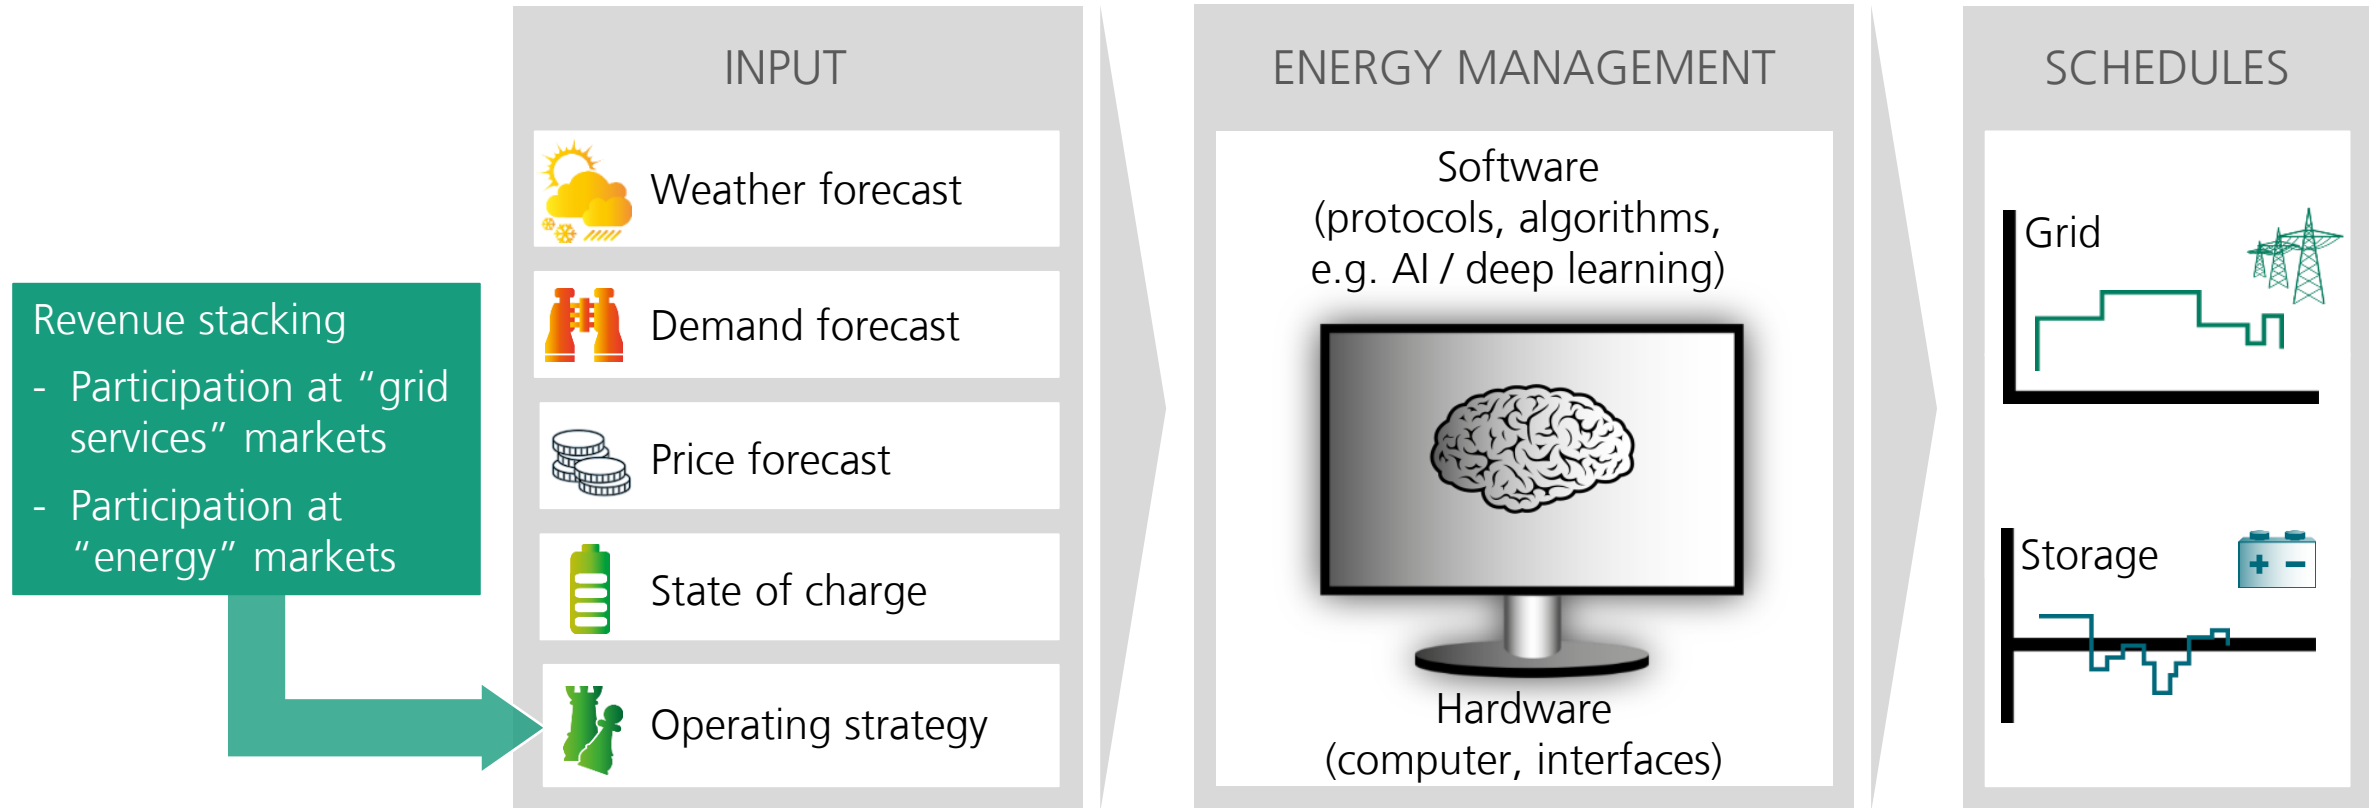 INPUT
Weather forecast
Demand forecast
Price forecast
State of charge
Operating strategy
Revenue stacking
- Participation at “grid
services” markets
- Participation at
“energy” markets
ENERGY MANAGEMENT
Software
(protocols, algorithms,
e.g. AI / deep learning)
Hardware
(computer, interfaces)
SCHEDULES
Grid
Storage
+ −